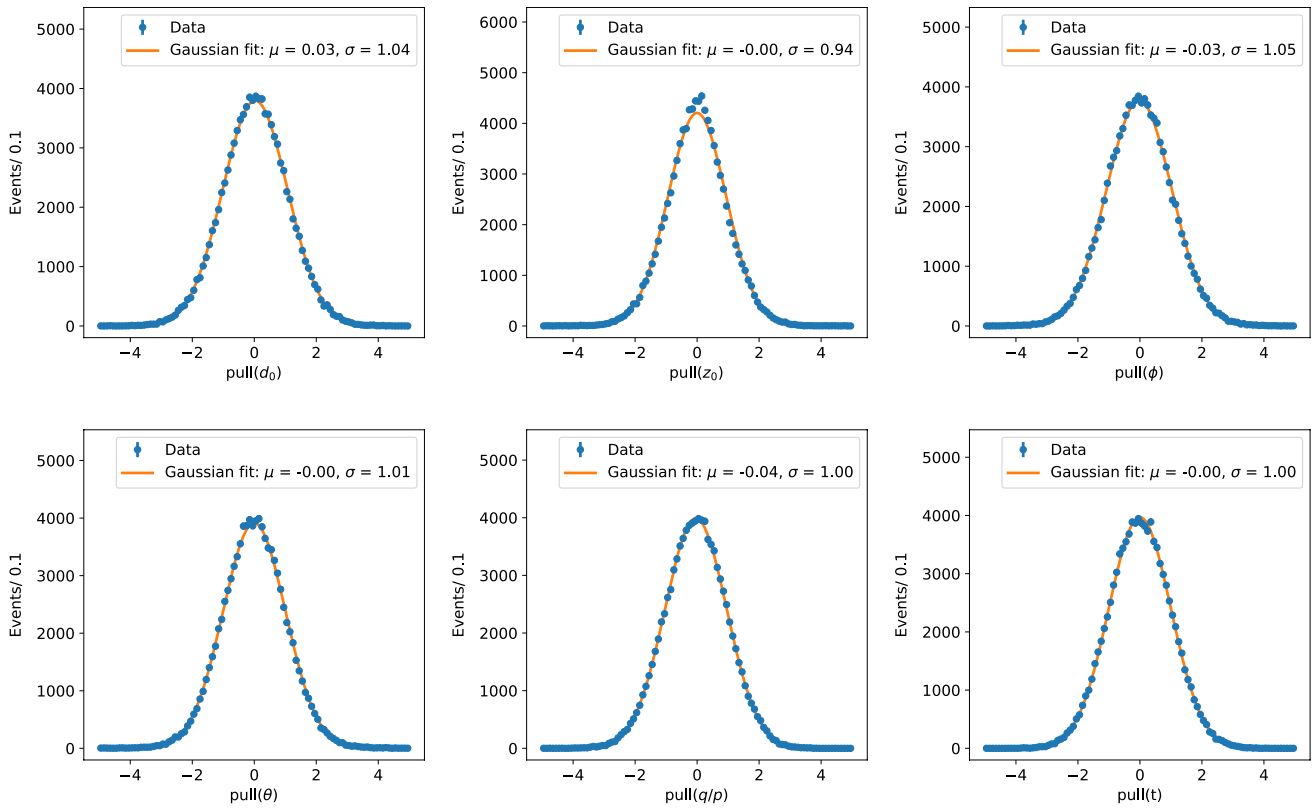 Data
Gaussian fit: μ = 0.03, σ = 1.04
Events/ 0.1
5000
4000
3000
2000
1000
0
−4 −2 0 2 4
pull(d₀)
Data
Gaussian fit: μ = -0.00, σ = 0.94
Events/ 0.1
6000
5000
4000
3000
2000
1000
0
−4 −2 0 2 4
pull(z₀)
Data
Gaussian fit: μ = -0.03, σ = 1.05
Events/ 0.1
5000
4000
3000
2000
1000
0
−4 −2 0 2 4
pull(ϕ)
Data
Gaussian fit: μ = -0.00, σ = 1.01
Events/ 0.1
5000
4000
3000
2000
1000
0
−4 −2 0 2 4
pull(θ)
Data
Gaussian fit: μ = -0.04, σ = 1.00
Events/ 0.1
5000
4000
3000
2000
1000
0
−4 −2 0 2 4
pull(q/p)
Data
Gaussian fit: μ = -0.00, σ = 1.00
Events/ 0.1
5000
4000
3000
2000
1000
0
−4 −2 0 2 4
pull(t)